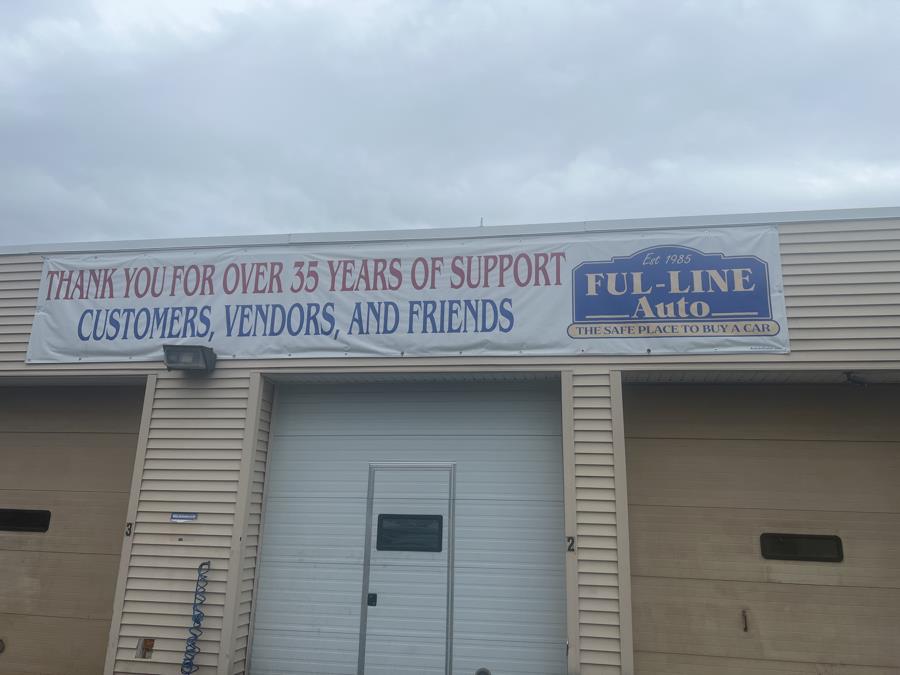 THANK YOU FOR OVER 35 YEARS OF SUPPORT
CUSTOMERS, VENDORS, AND FRIENDS
Est 1985
FUL-LINE
Auto
THE SAFE PLACE TO BUY A CAR
3
2